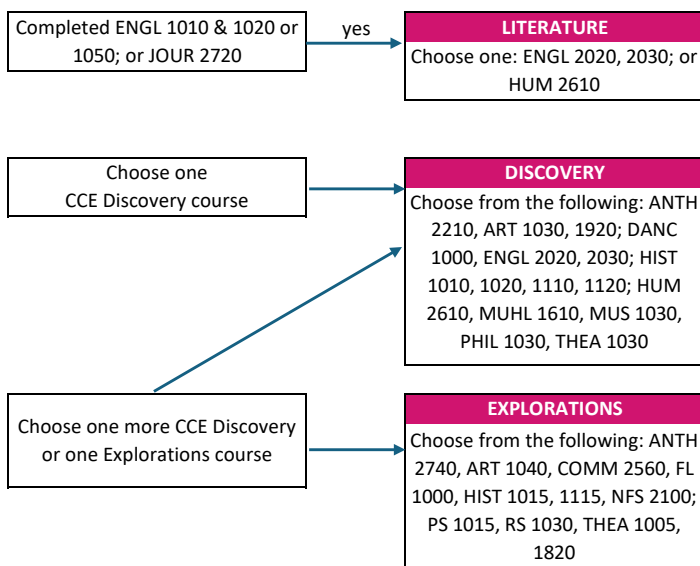 Completed ENGL 1010 & 1020 or
1050; or JOUR 2720
yes
LITERATURE
Choose one: ENGL 2020, 2030; or
HUM 2610
Choose one
CCE Discovery course
DISCOVERY
Choose from the following: ANTH
2210, ART 1030, 1920; DANC
1000, ENGL 2020, 2030; HIST
1010, 1020, 1110, 1120; HUM
2610, MUHL 1610, MUS 1030,
PHIL 1030, THEA 1030
Choose one more CCE Discovery
or one Explorations course
EXPLORATIONS
Choose from the following: ANTH
2740, ART 1040, COMM 2560, FL
1000, HIST 1015, 1115, NFS 2100;
PS 1015, RS 1030, THEA 1005,
1820